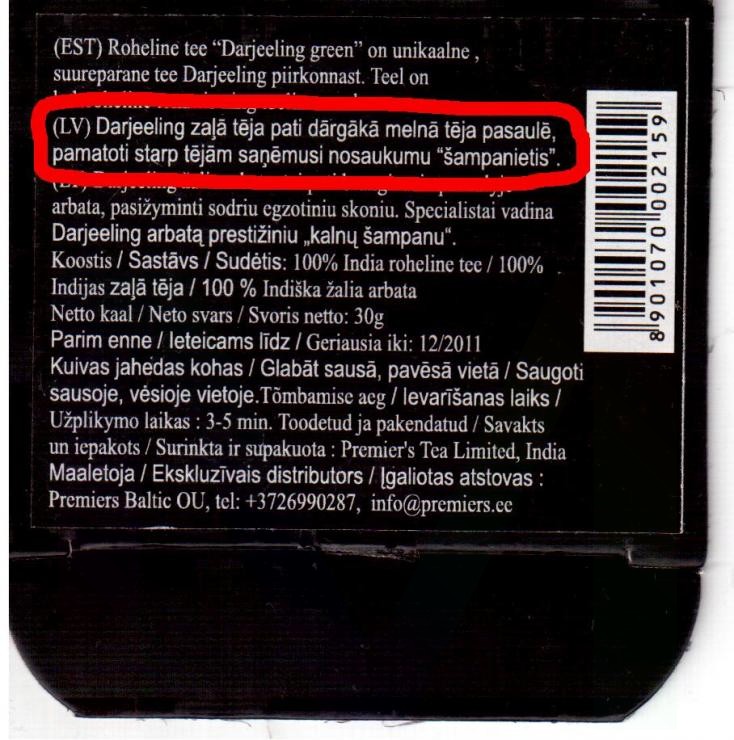 (EST) Roheline tee “Darjeeling green” on unikaalne ,
suureparane tee Darjeeling piirkonnast. Teel on
(LV) Darjeeling zaļā tēja pati dārgākā melnā tēja pasaulē,
pamatoti starp tējām saņēmusi nosaukumu “šampanietis”.
arbata, pasižyminti sodriu egzotiniu skoniu. Specialistai vadina
Darjeeling arbatą prestižiniu „kalnų šampanu“.
Koostis / Sastāvs / Sudėtis: 100% India roheline tee / 100%
Indijas zaļā tēja / 100 % Indiška žalia arbata
Netto kaal / Neto svars / Svoris netto: 30g
Parim enne / Ieteicams līdz / Geriausia iki: 12/2011
Kuivas jahedas kohas / Glabāt sausā, pavēsā vietā / Saugoti
sausoje, vėsioje vietoje.Tõmbamise aeg / Ievarīšanas laiks /
Užplikymo laikas : 3-5 min. Toodetud ja pakendatud / Savakts
un iepakots / Surinkta ir supakuota : Premier's Tea Limited, India
Maaletoja / Ekskluzīvais distributors / Įgaliotas atstovas :
Premiers Baltic OU, tel: +3726990287, info@premiers.ee
8 901070 002159